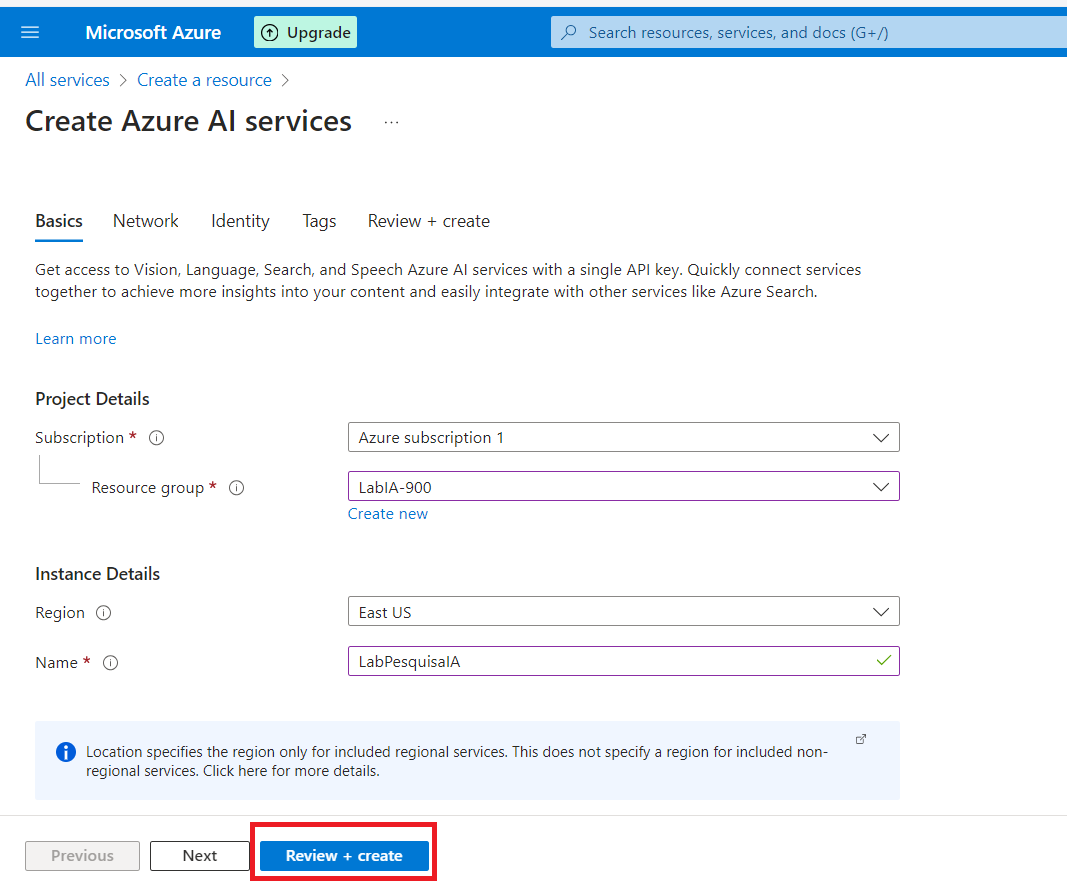 Microsoft Azure
Upgrade
Search resources, services, and docs (G+/)
All services > Create a resource >
Create Azure AI services ...
Basics Network Identity Tags Review + create
Get access to Vision, Language, Search, and Speech Azure AI services with a single API key. Quickly connect services
together to achieve more insights into your content and easily integrate with other services like Azure Search.
Learn more
Project Details
Subscription *
Azure subscription 1
Resource group *
LabIA-900
Create new
Instance Details
Region
East US
Name *
LabPesquisaIA
Location specifies the region only for included regional services. This does not specify a region for included non-
regional services. Click here for more details.
Previous
Next
Review + create